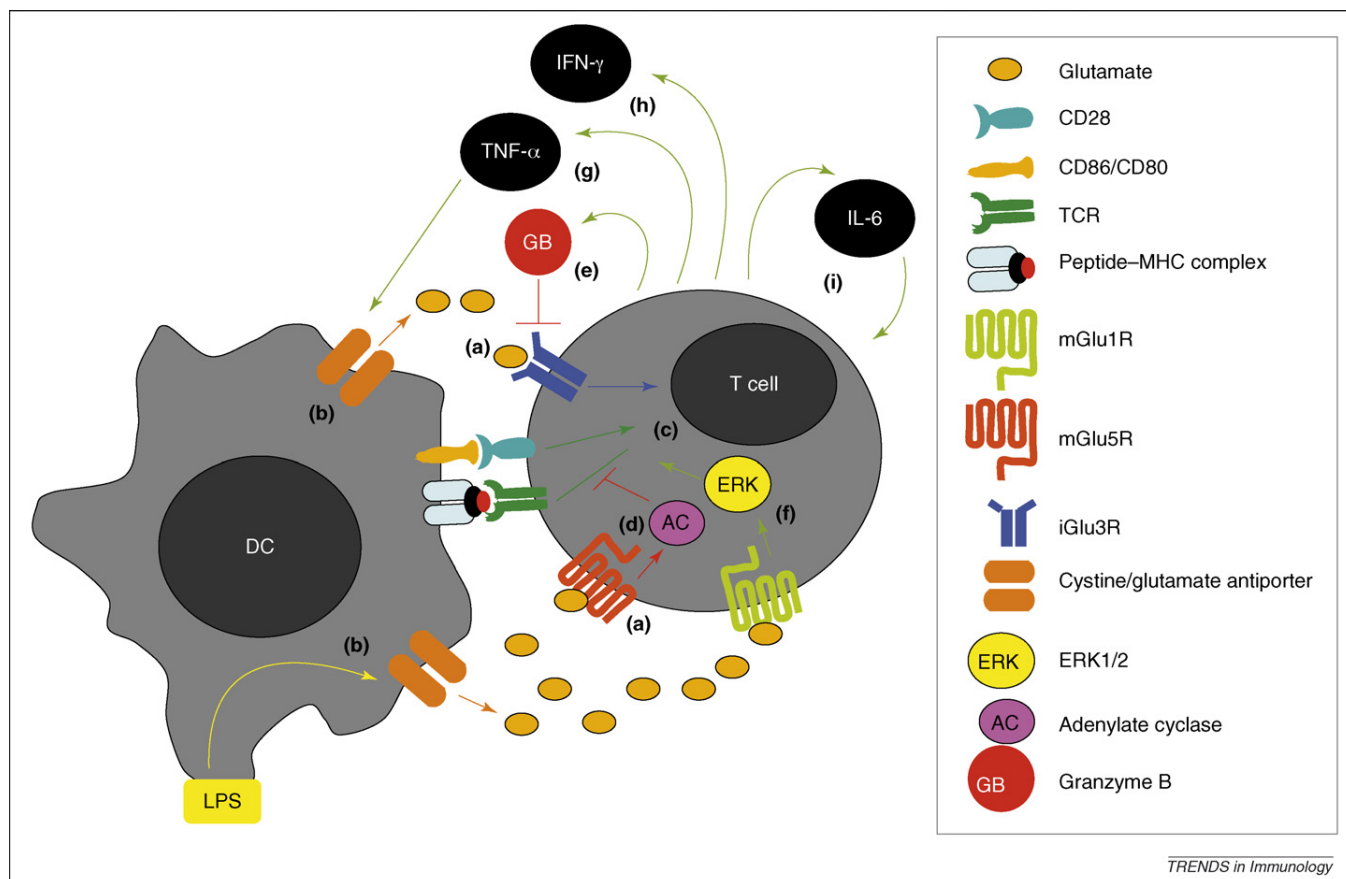 IFN-γ
(h)
TNF-α
(g)
GB
(e)
IL-6
(i)
(a)
T cell
(b)
(c)
ERK
(d)
AC
(f)
DC
(a)
(b)
LPS
Glutamate
CD28
CD86/CD80
TCR
Peptide–MHC complex
mGlu1R
mGlu5R
iGlu3R
Cystine/glutamate antiporter
ERK
ERK1/2
AC
Adenylate cyclase
GB
Granzyme B
TRENDS in Immunology